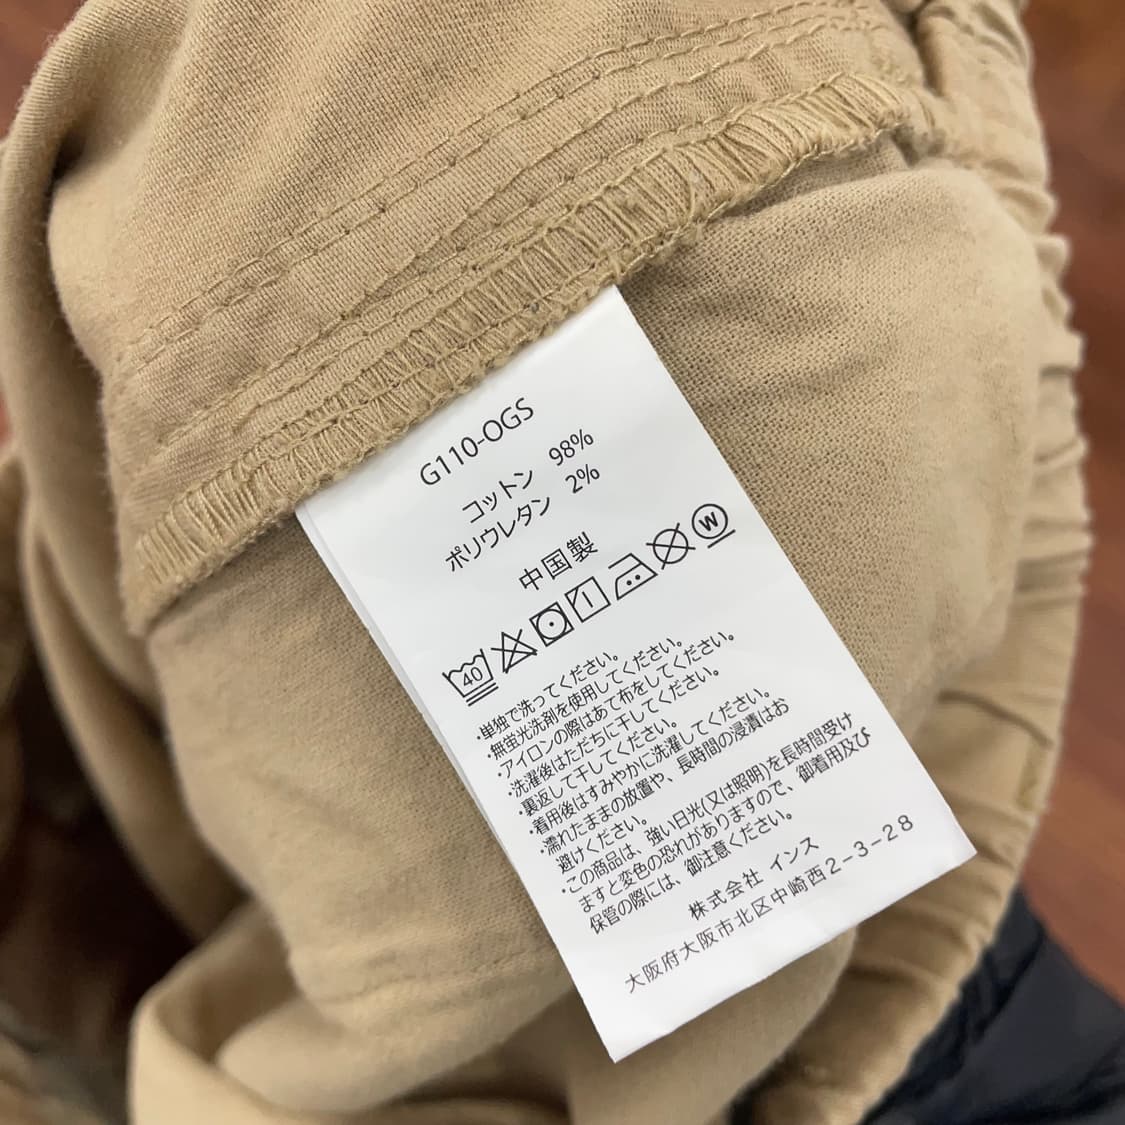 G110-OGS
コットン 98%
ポリウレタン 2%
中国製
40 1 W
・単独で洗ってください。
・無蛍光洗剤を使用してください。
・アイロンの際はあて布をしてください。
・洗濯後はただちに干してください。
・裏返して干してください。
・着用後はすみやかに洗濯してください。
・濡れたままの放置や、長時間の浸漬はお
避けください。
・この商品は、強い日光(又は照明)を長時間受け
ますと変色の恐れがありますので、御着用及び
保管の際には、御注意ください。
株式会社 インス
大阪府大阪市北区中崎西2-3-28